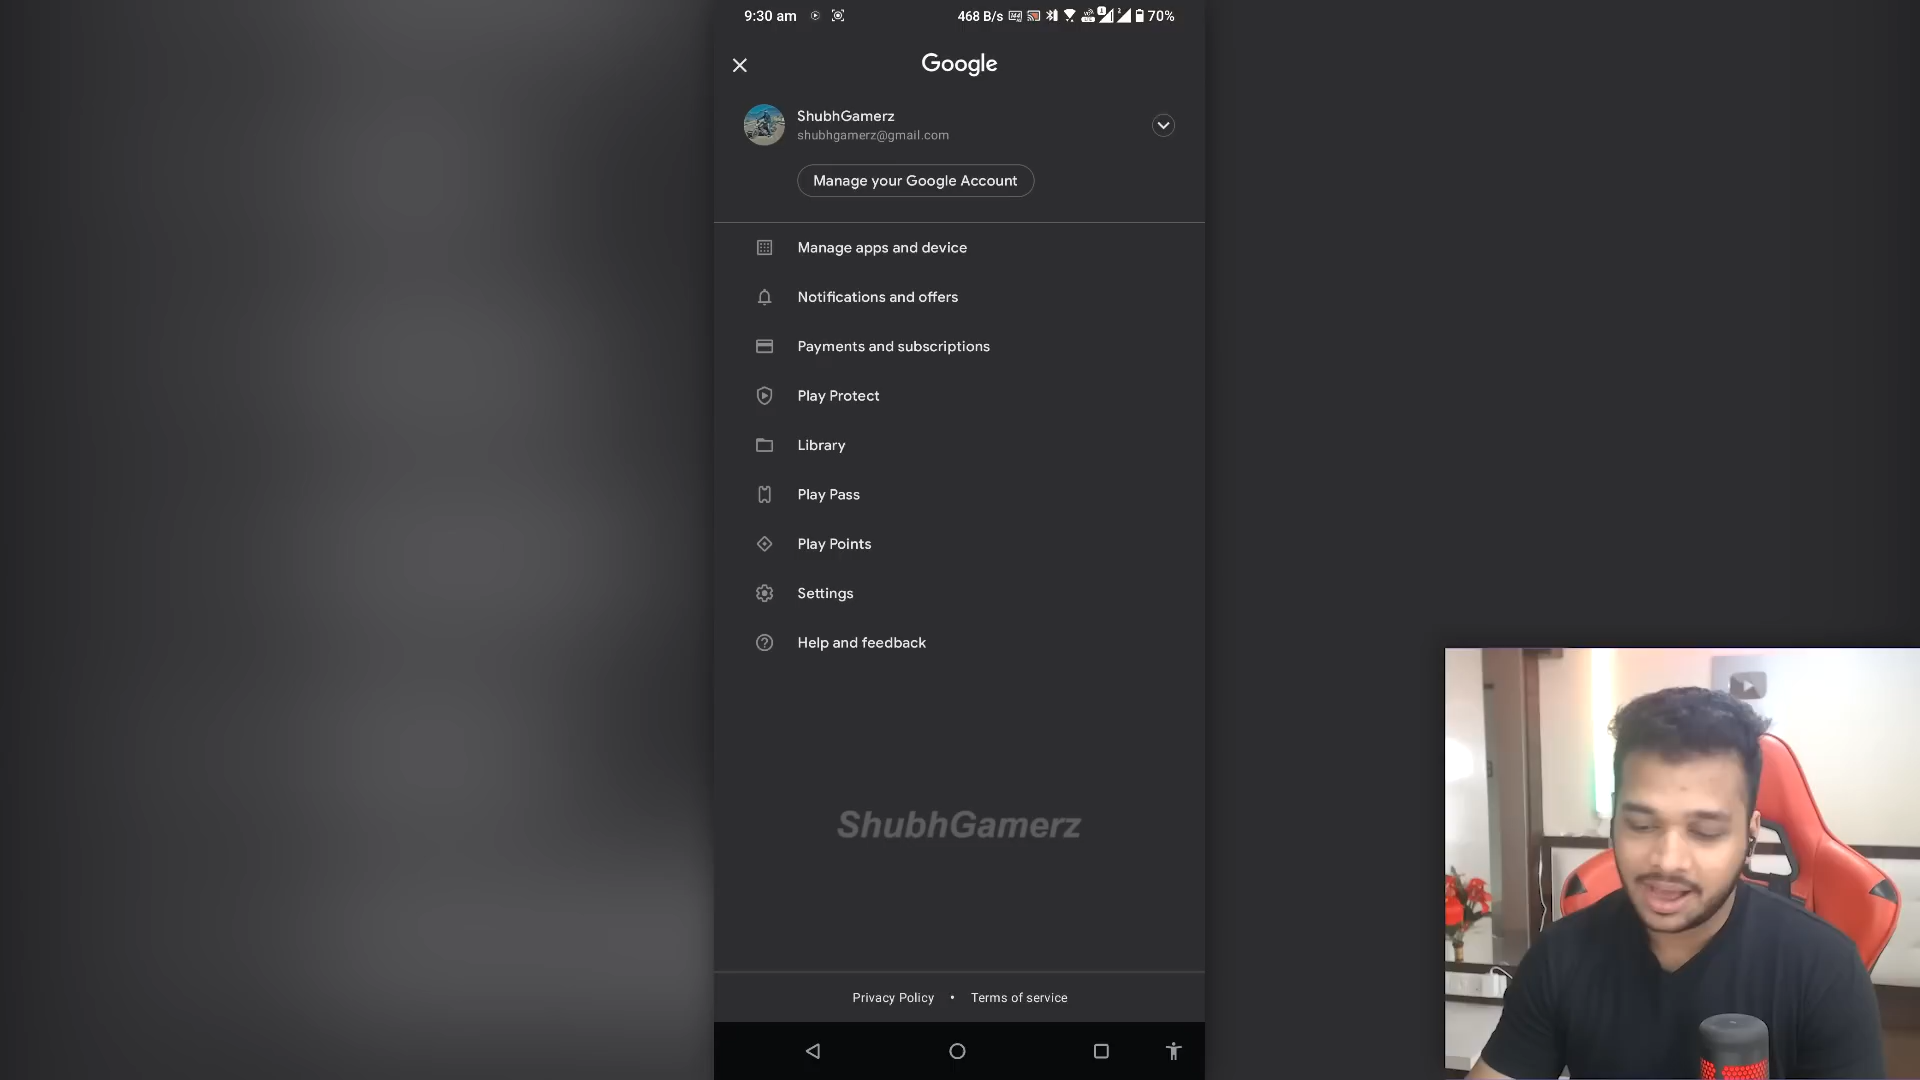 9:30 am 468 B/s 70%
Google
ShubhGamerz
shubhgamerz@gmail.com
Manage your Google Account
Manage apps and device
Notifications and offers
Payments and subscriptions
Play Protect
Library
Play Pass
Play Points
Settings
Help and feedback
ShubhGamerz
Privacy Policy • Terms of service